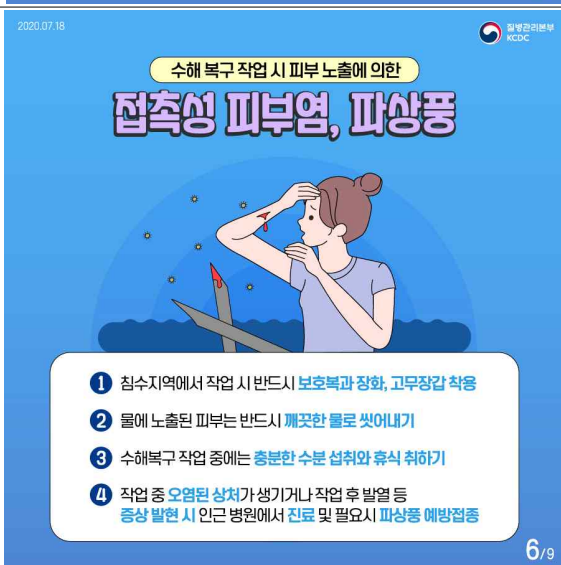 2020.07.18
질병관리본부
KCDC
수해 복구 작업 시 피부 노출에 의한
접촉성 피부염, 파상풍
1 침수지역에서 작업 시 반드시 보호복과 장화, 고무장갑 착용
2 물에 노출된 피부는 반드시 깨끗한 물로 씻어내기
3 수해복구 작업 중에는 충분한 수분 섭취와 휴식 취하기
4 작업 중 오염된 상처가 생기거나 작업 후 발열 등
증상 발현 시 인근 병원에서 진료 및 필요시 파상풍 예방접종
6/9